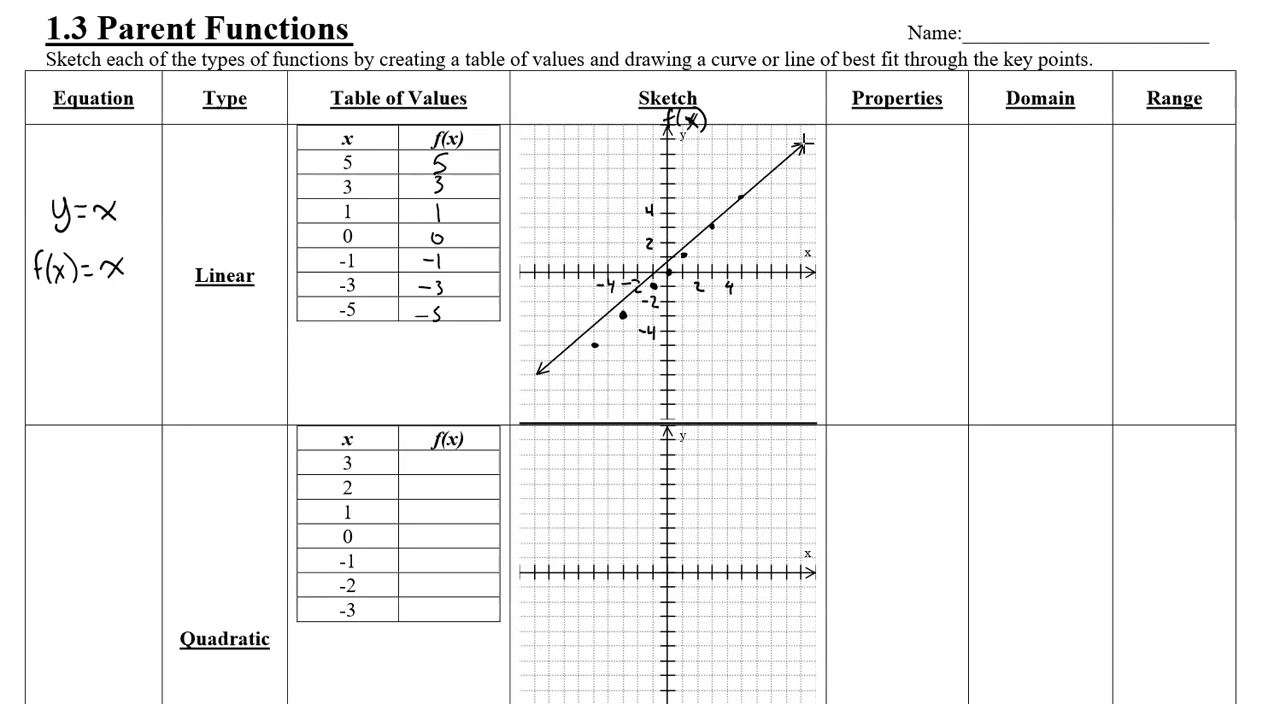 1.3 Parent Functions
Name:
Sketch each of the types of functions by creating a table of values and drawing a curve or line of best fit through the key points.
Equation Type Table of Values Sketch Properties Domain Range
y=x
f(x)=x
Linear
x f(x)
5 5
3 3
1 1
0 0
-1 -1
-3 -3
-5 -5
f(x)
y
4
2
x
-4 -2 2 4
-2
-4
Quadratic
x f(x)
3
2
1
0
-1
-2
-3
y
x